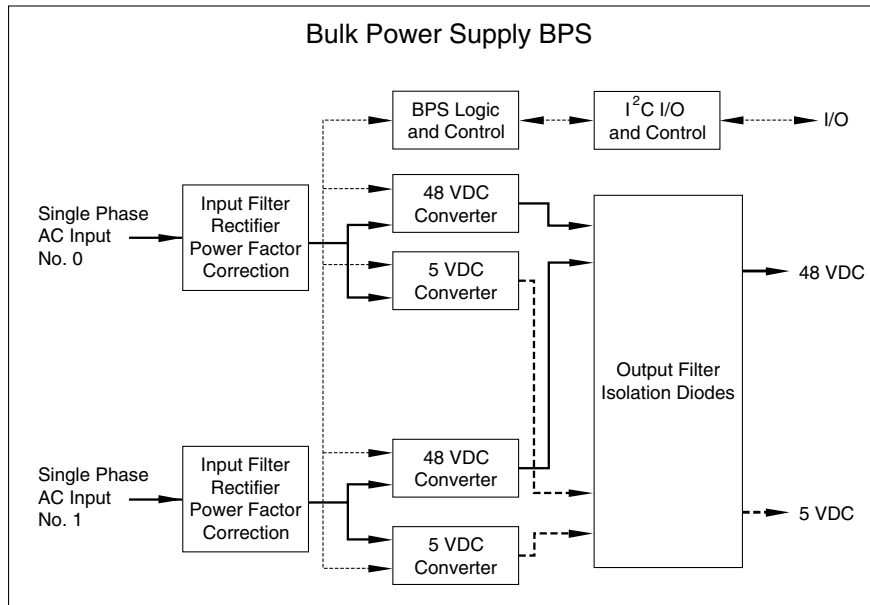 Bulk Power Supply BPS
BPS Logic
and Control
I²C I/O
and Control
I/O
Single Phase
AC Input
No. 0
Input Filter
Rectifier
Power Factor
Correction
48 VDC
Converter
5 VDC
Converter
48 VDC
Output Filter
Isolation Diodes
Single Phase
AC Input
No. 1
Input Filter
Rectifier
Power Factor
Correction
48 VDC
Converter
5 VDC
Converter
5 VDC